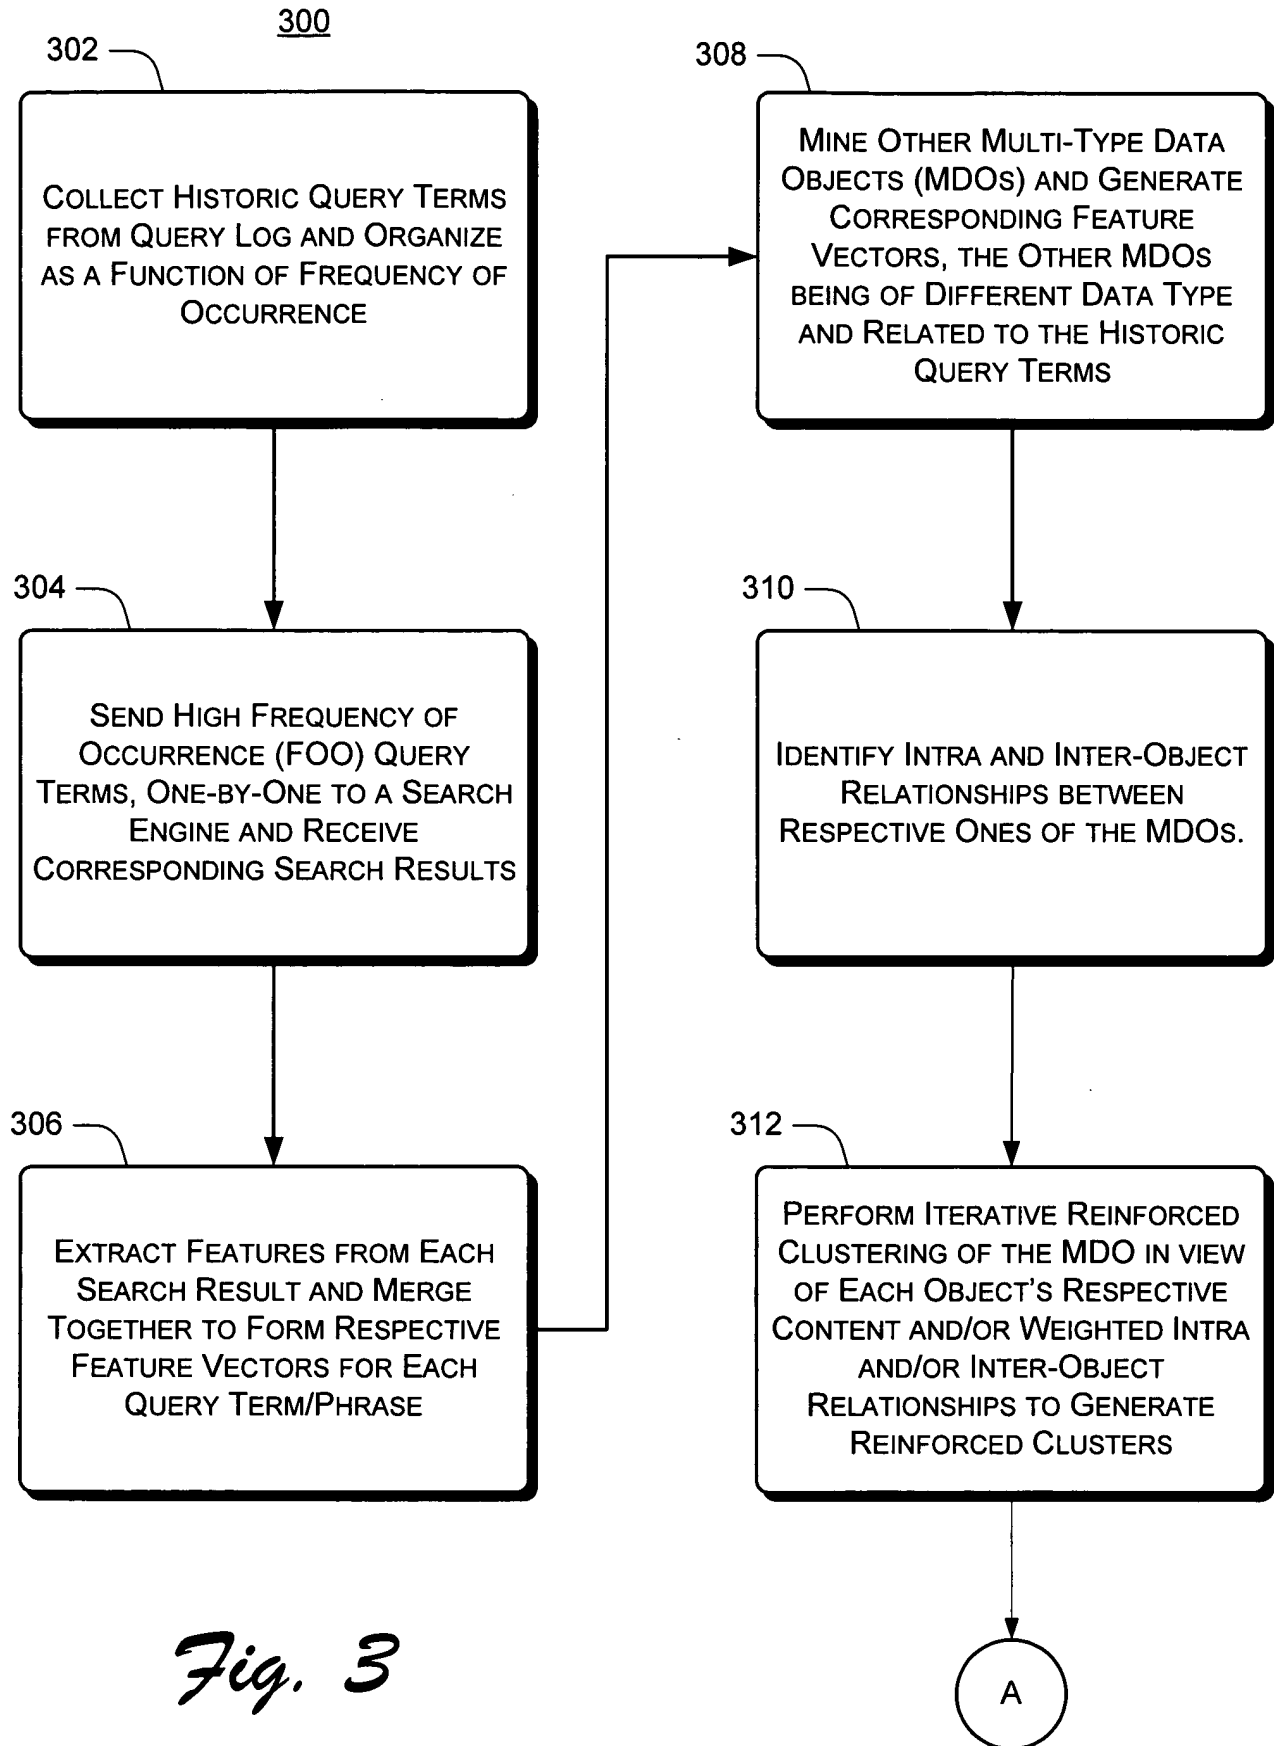 300
302
COLLECT HISTORIC QUERY TERMS
FROM QUERY LOG AND ORGANIZE
AS A FUNCTION OF FREQUENCY OF
OCCURRENCE
304
SEND HIGH FREQUENCY OF
OCCURRENCE (FOO) QUERY
TERMS, ONE-BY-ONE TO A SEARCH
ENGINE AND RECEIVE
CORRESPONDING SEARCH RESULTS
306
EXTRACT FEATURES FROM EACH
SEARCH RESULT AND MERGE
TOGETHER TO FORM RESPECTIVE
FEATURE VECTORS FOR EACH
QUERY TERM/PHRASE
308
MINE OTHER MULTI-TYPE DATA
OBJECTS (MDOS) AND GENERATE
CORRESPONDING FEATURE
VECTORS, THE OTHER MDOS
BEING OF DIFFERENT DATA TYPE
AND RELATED TO THE HISTORIC
QUERY TERMS
310
IDENTIFY INTRA AND INTER-OBJECT
RELATIONSHIPS BETWEEN
RESPECTIVE ONES OF THE MDOS.
312
PERFORM ITERATIVE REINFORCED
CLUSTERING OF THE MDO IN VIEW
OF EACH OBJECT'S RESPECTIVE
CONTENT AND/OR WEIGHTED INTRA
AND/OR INTER-OBJECT
RELATIONSHIPS TO GENERATE
REINFORCED CLUSTERS
A
Fig. 3